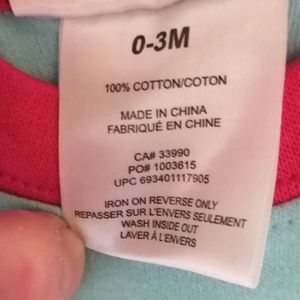 0-3M
100% COTTON/COTON
MADE IN CHINA
FABRIQUÉ EN CHINE
CA# 33990
PO# 1003615
UPC 693401117905
IRON ON REVERSE ONLY
REPASSER SUR L'ENVERS SEULEMENT
WASH INSIDE OUT
LAVER À L'ENVERS